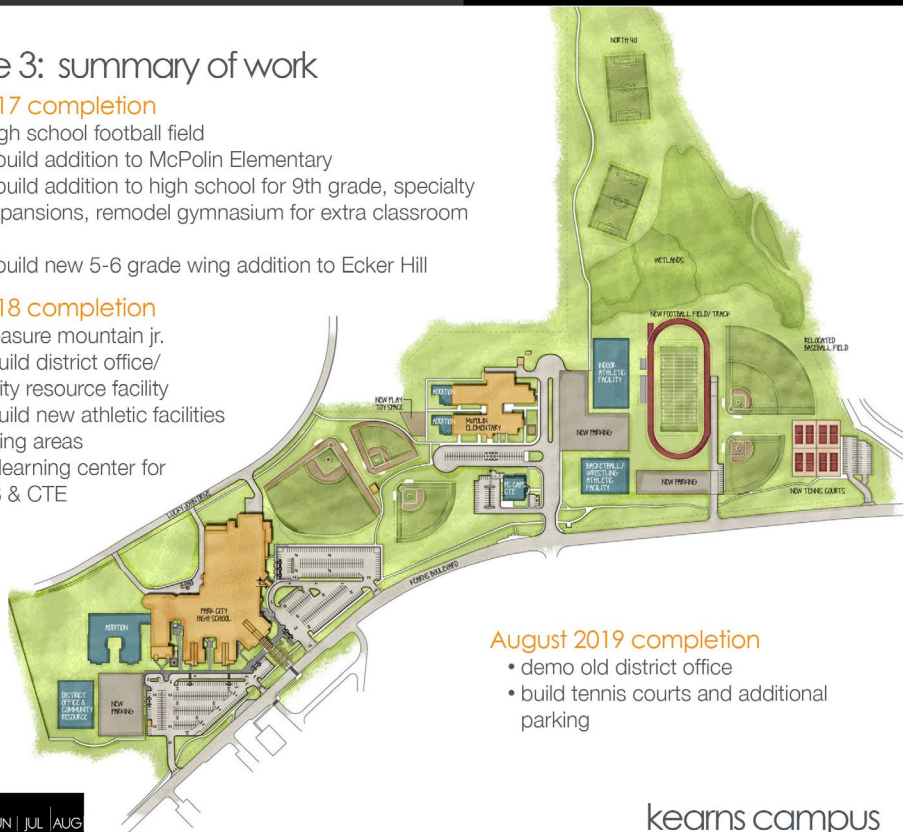 e 3: summary of work
17 completion
gh school football field
build addition to McPolin Elementary
build addition to high school for 9th grade, specialty
pansions, remodel gymnasium for extra classroom
build new 5-6 grade wing addition to Ecker Hill
18 completion
easure mountain jr.
uild district office/
ity resource facility
uild new athletic facilities
ing areas
learning center for
S & CTE
NORTH 40
WETLANDS
NEW FOOTBALL FIELD/ TRACK
RELOCATED
BASEBALL FIELD
INDOOR
ATHLETIC
FACILITY
NEW PLAY
TOY SPACE
ADDITION
ADDITION
McPOLIN
ELEMENTARY
NEW PARKING
BASKETBALL/
WRESTLING
ATHLETIC
FACILITY
NEW PARKING
NEW TENNIS COURTS
PC CAPS
CTE
LUCKY JOHN DRIVE
KEARNS BOULEVARD
PARK CITY
HIGH SCHOOL
ADDITION
DISTRICT
OFFICE &
COMMUNITY
RESOURCE
NEW
PARKING
August 2019 completion
• demo old district office
• build tennis courts and additional
parking
UN | JUL | AUG
kearns campus